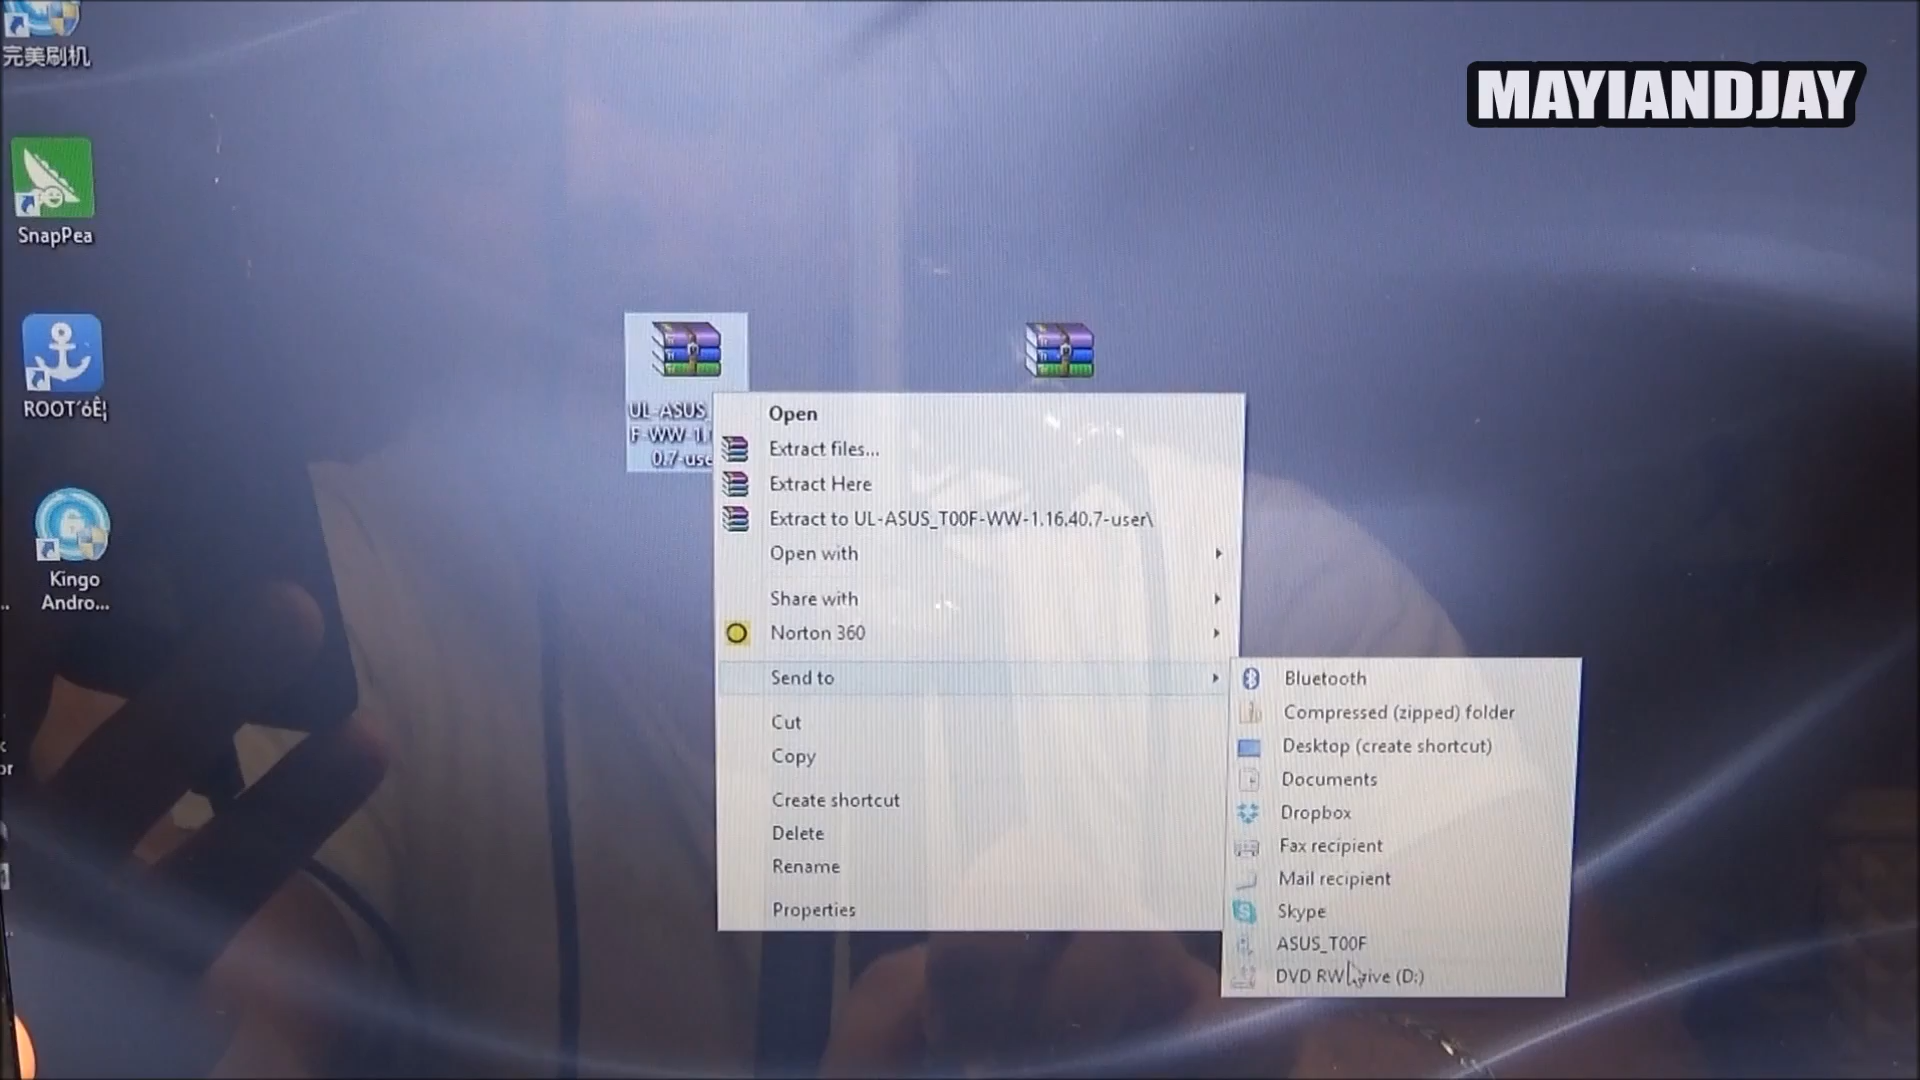 完美刷机
MAYIANDJAY
SnapPea
ROOT´óÊ¦
Kingo
Andro...
UL-ASUS
F-WW-1.
0.7-use
Open
Extract files...
Extract Here
Extract to UL-ASUS_T00F-WW-1.16.40.7-user\
Open with
Share with
Norton 360
Send to
Cut
Copy
Create shortcut
Delete
Rename
Properties
Bluetooth
Compressed (zipped) folder
Desktop (create shortcut)
Documents
Dropbox
Fax recipient
Mail recipient
Skype
ASUS_T00F
DVD RW Drive (D:)